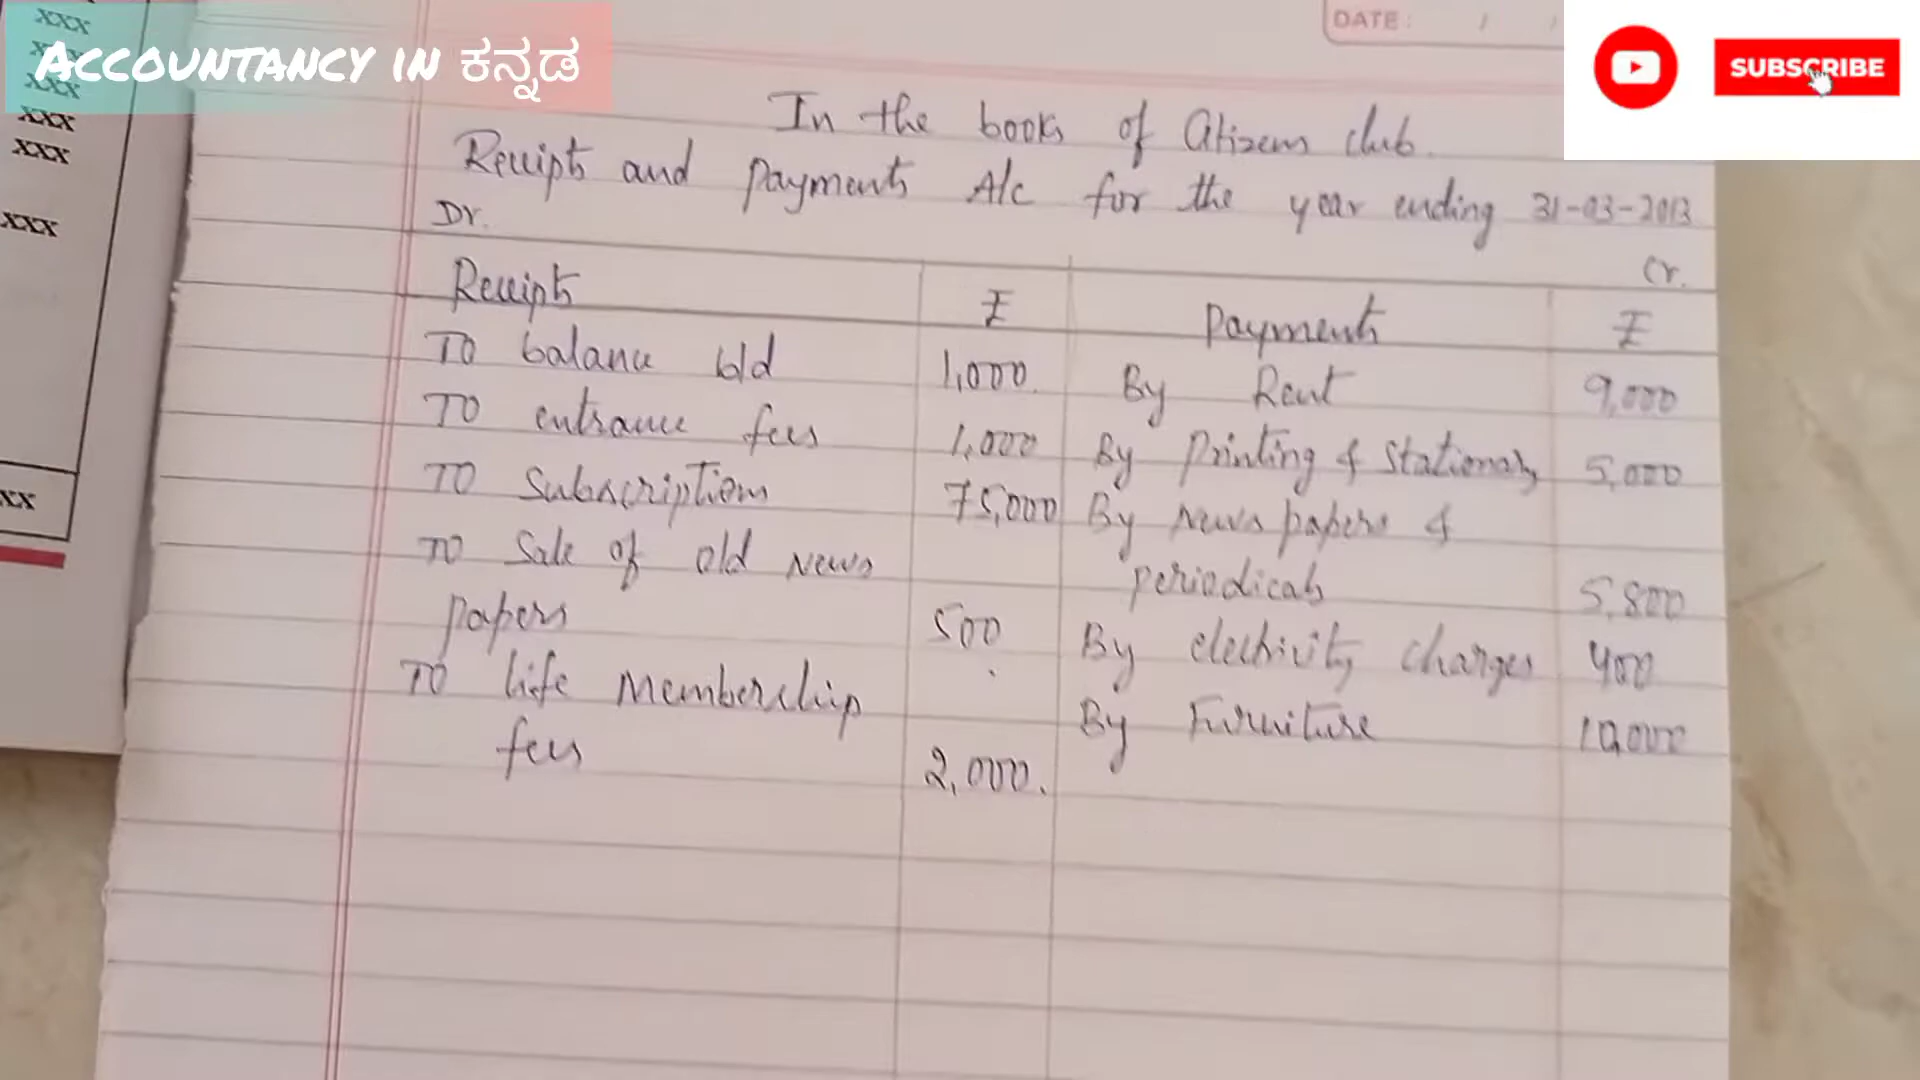 DATE: / /
xxx
xxx
xxx
xxx
xxx
xxx
xx
ACCOUNTANCY IN ಕನ್ನಡ
SUBSCRIBE
In the books of Citizens club.
Receipts and payments A/c for the year ending 31-03-2013
Dr. Cr.
Receipts ₹ Payments ₹
To balance b/d 1,000 By Rent 9,000
To entrance fees 1,000 By printing & stationary 5,000
To Subscriptions 75,000 By News papers &
periodicals 5,800
To Sale of old News
papers 500 By electricity charges 400
To life Membership By Furniture 10,000
fees 2,000.